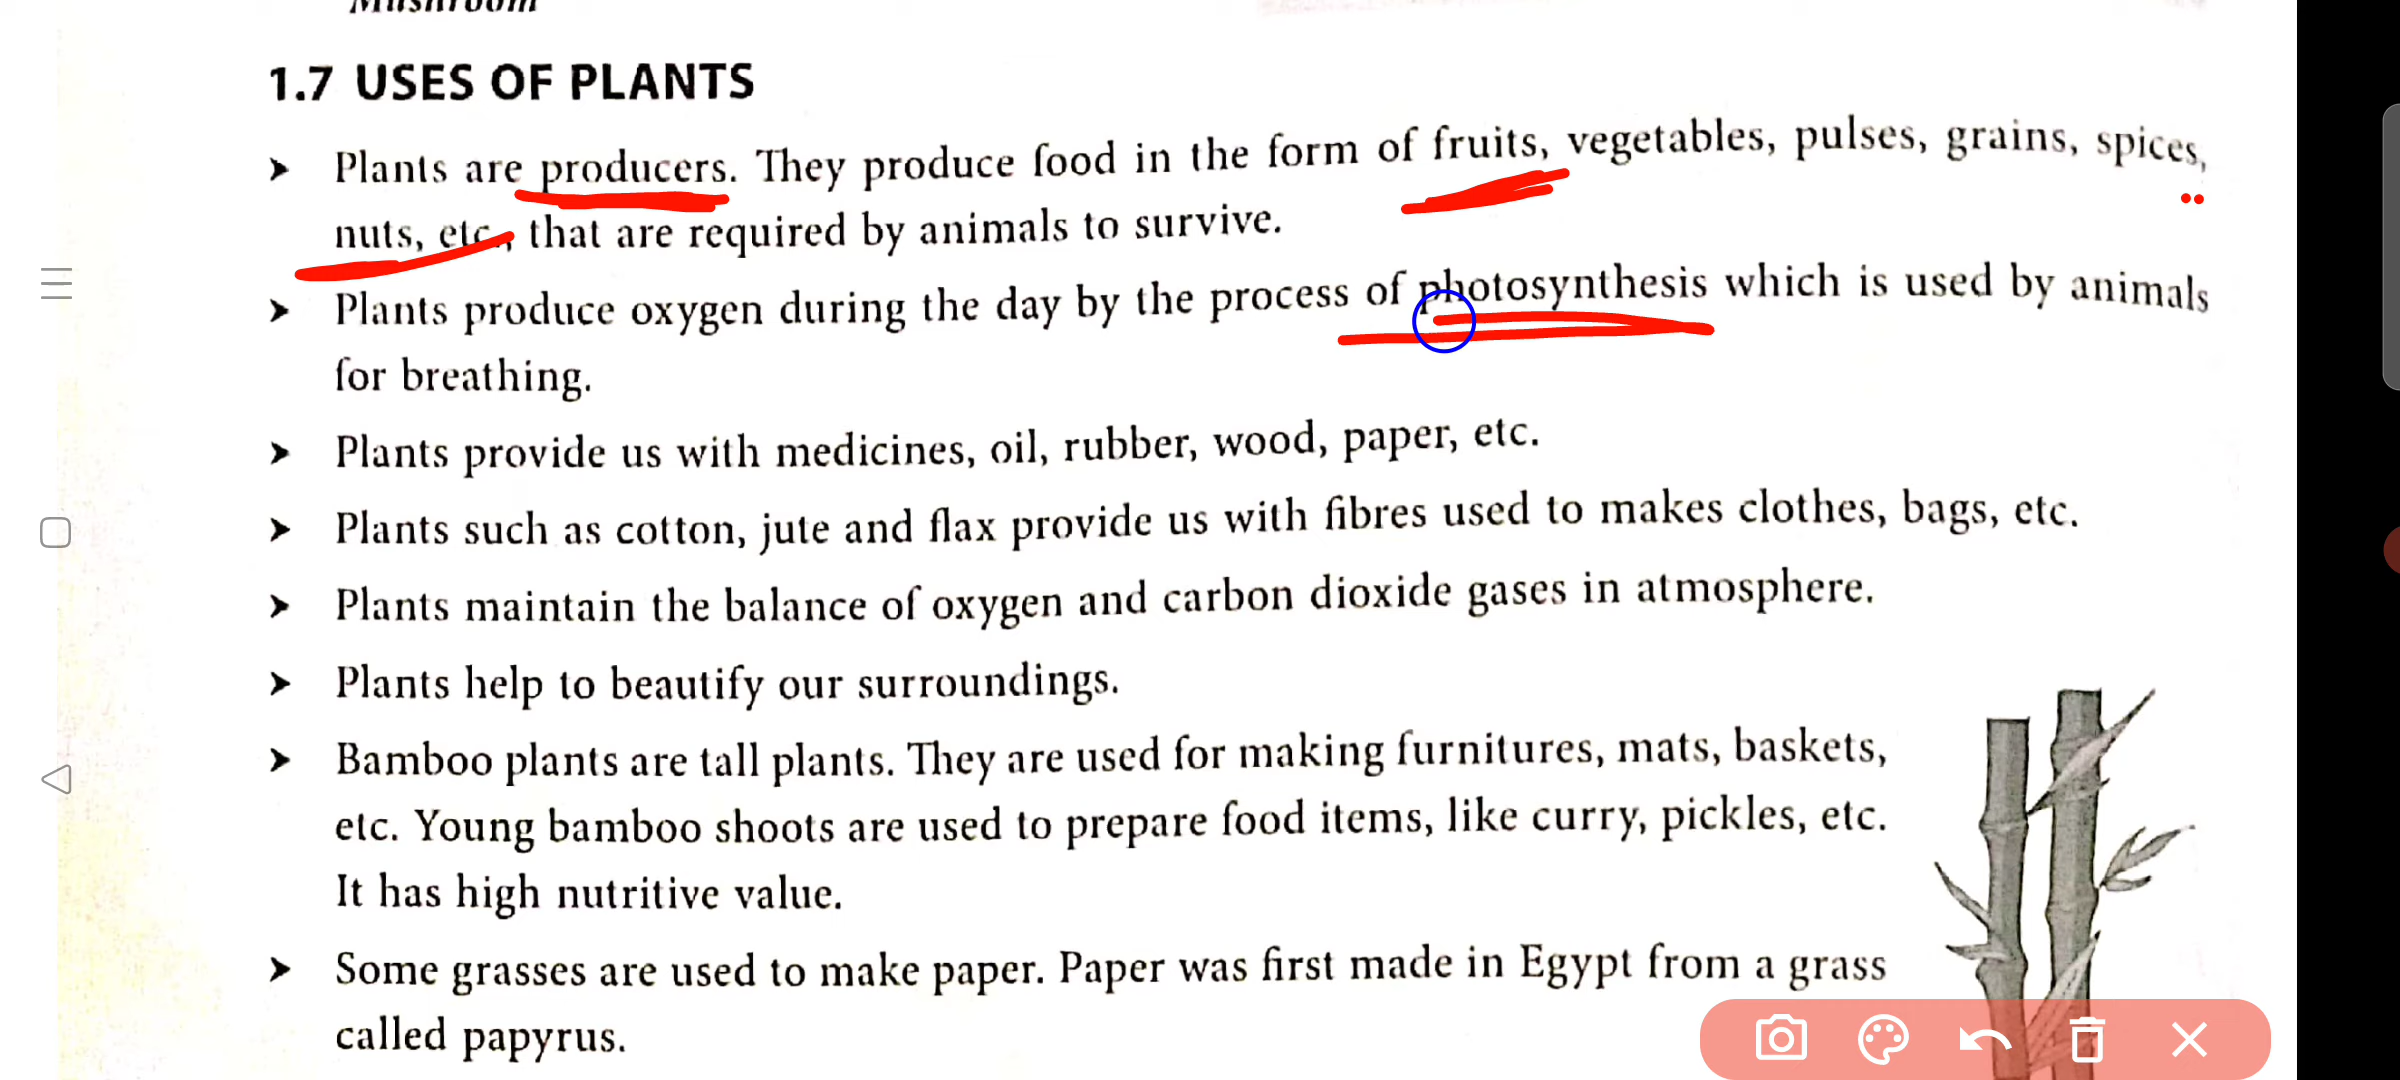 Mushroom
1.7 USES OF PLANTS
➤ Plants are producers. They produce food in the form of fruits, vegetables, pulses, grains, spices,
nuts, etc., that are required by animals to survive.
➤ Plants produce oxygen during the day by the process of photosynthesis which is used by animals
for breathing.
➤ Plants provide us with medicines, oil, rubber, wood, paper, etc.
➤ Plants such as cotton, jute and flax provide us with fibres used to makes clothes, bags, etc.
➤ Plants maintain the balance of oxygen and carbon dioxide gases in atmosphere.
➤ Plants help to beautify our surroundings.
➤ Bamboo plants are tall plants. They are used for making furnitures, mats, baskets,
etc. Young bamboo shoots are used to prepare food items, like curry, pickles, etc.
It has high nutritive value.
➤ Some grasses are used to make paper. Paper was first made in Egypt from a grass
called papyrus.